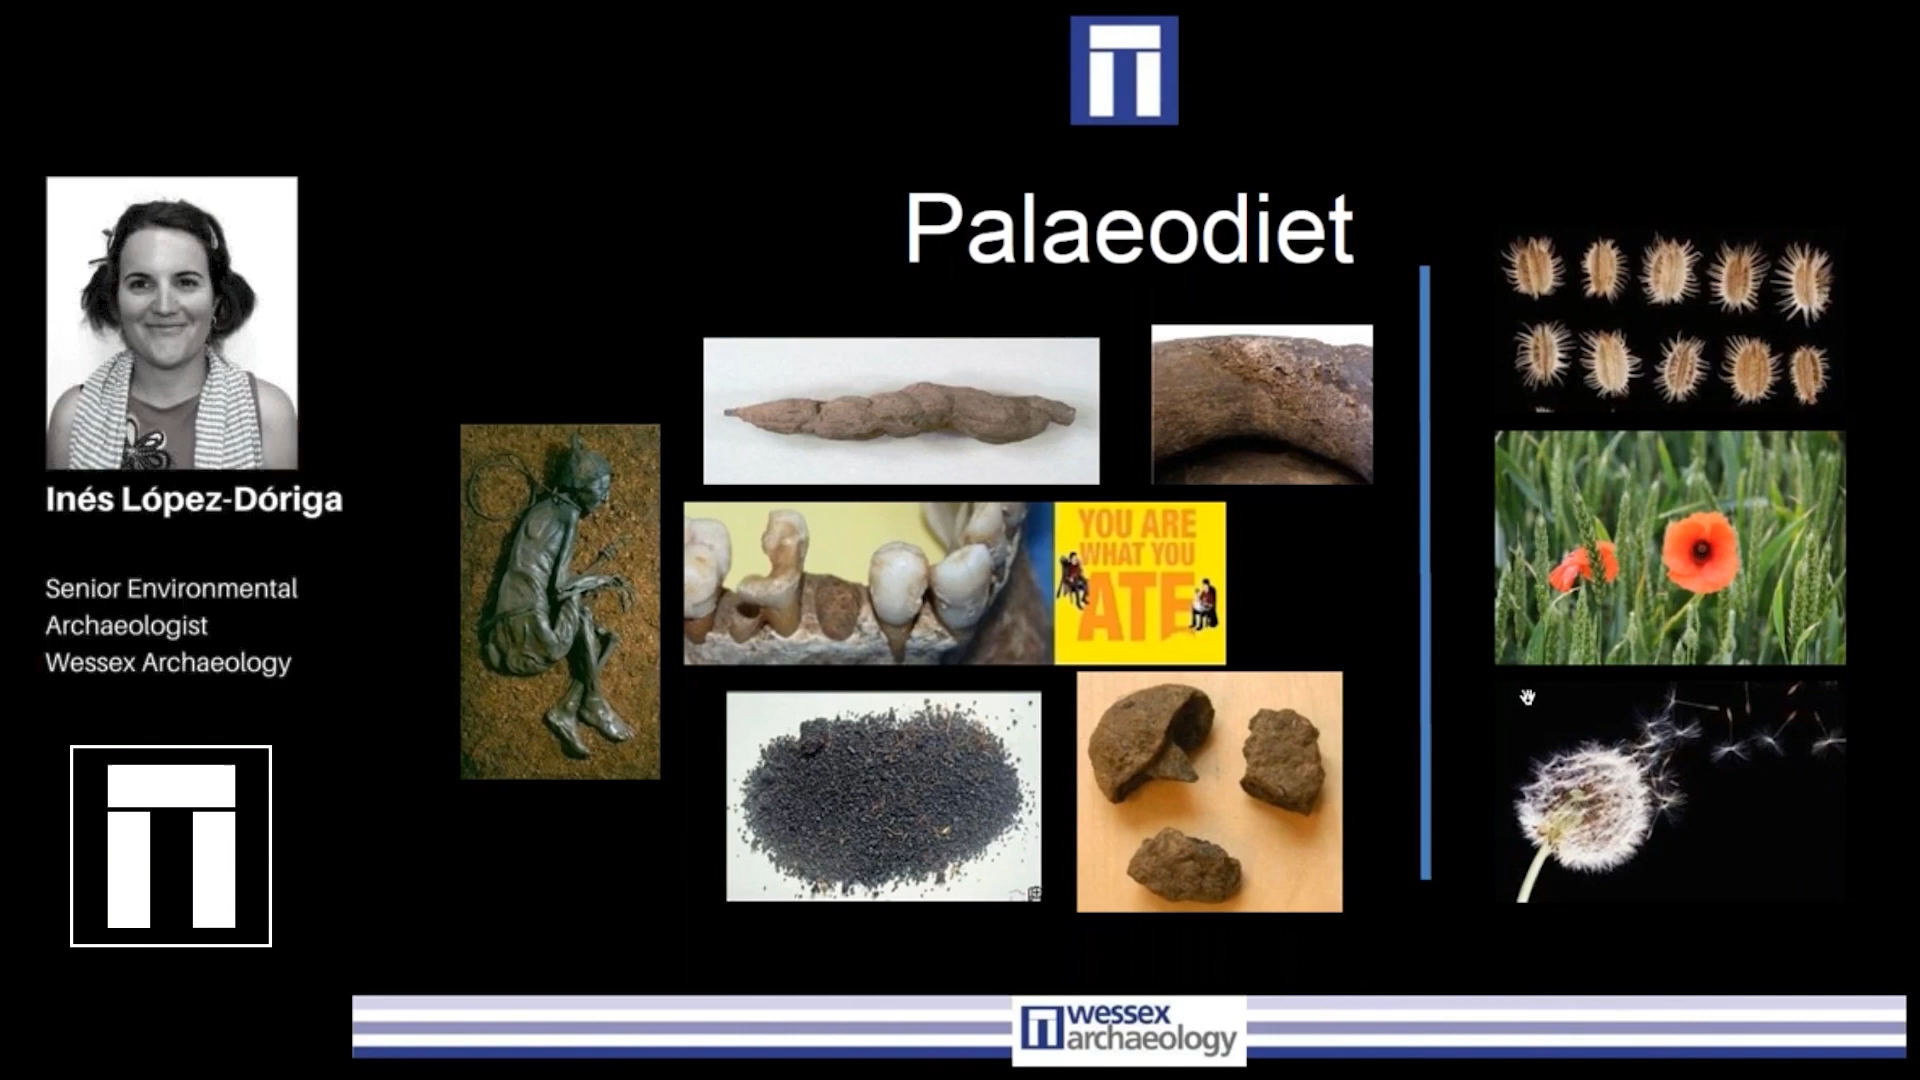 Palaeodiet
Inés López-Dóriga
Senior Environmental
Archaeologist
Wessex Archaeology
YOU ARE
WHAT YOU
ATE
wessex
archaeology